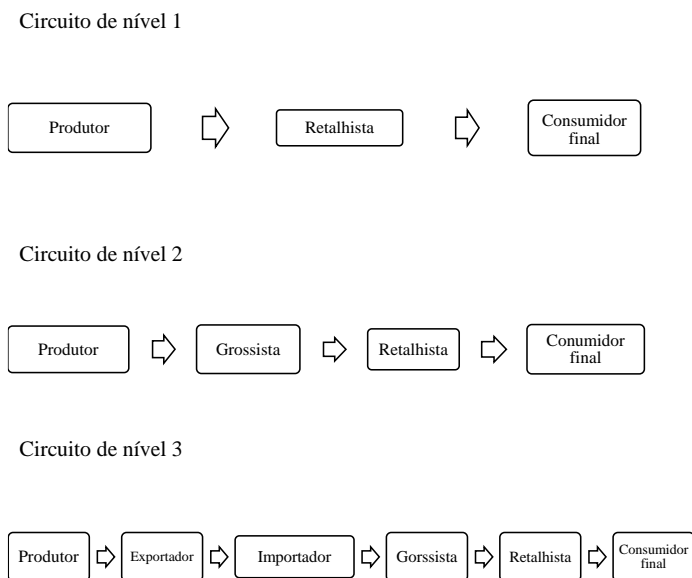 Circuito de nível 1
Produtor
Retalhista
Consumidor
final
Circuito de nível 2
Produtor
Grossista
Retalhista
Conumidor
final
Circuito de nível 3
Produtor
Exportador
Importador
Gorssista
Retalhista
Consumidor
final